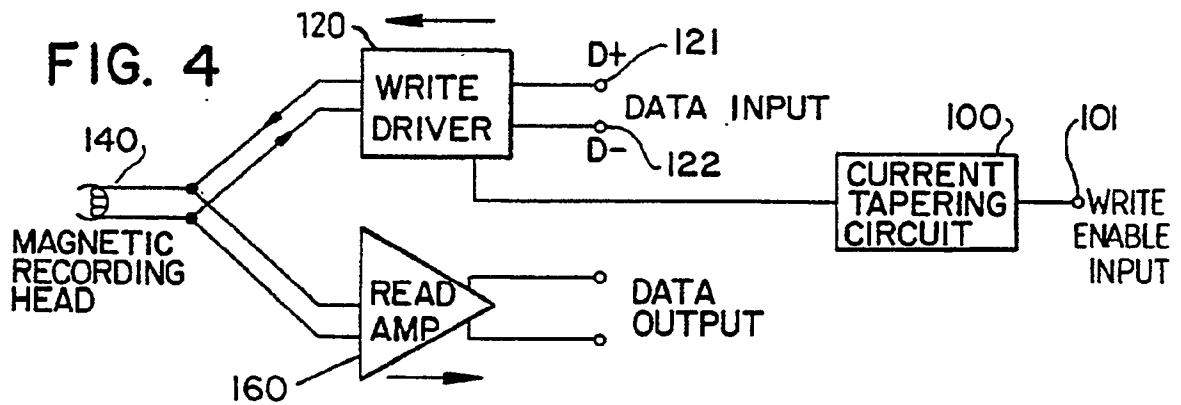 FIG. 4
120
D+
121
WRITE
DRIVER
DATA INPUT
D-
122
140
100
101
CURRENT
TAPERING
CIRCUIT
WRITE
ENABLE
INPUT
MAGNETIC
RECORDING
HEAD
READ
AMP
DATA
OUTPUT
160